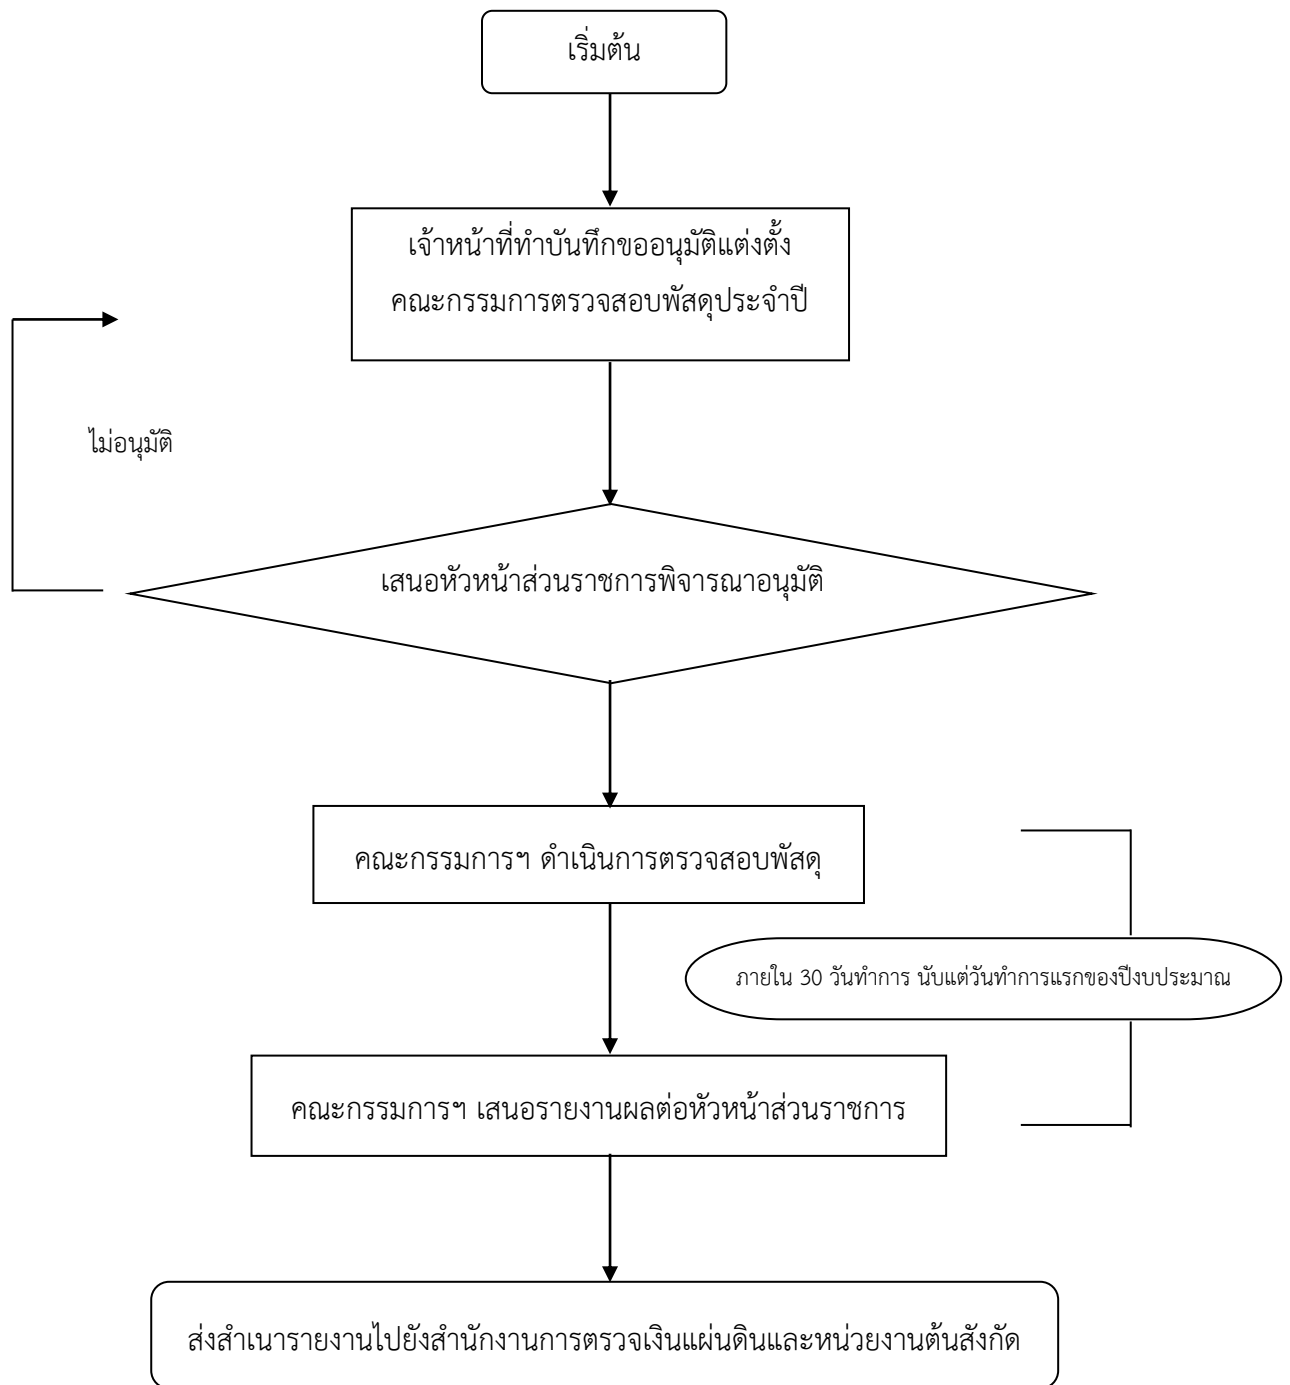 เริ่มต้น
เจ้าหน้าที่ทำบันทึกขออนุมัติแต่งตั้ง
คณะกรรมการตรวจสอบพัสดุประจำปี
ไม่อนุมัติ
เสนอหัวหน้าส่วนราชการพิจารณาอนุมัติ
คณะกรรมการฯ ดำเนินการตรวจสอบพัสดุ
ภายใน 30 วันทำการ นับแต่วันทำการแรกของปีงบประมาณ
คณะกรรมการฯ เสนอรายงานผลต่อหัวหน้าส่วนราชการ
ส่งสำเนารายงานไปยังสำนักงานการตรวจเงินแผ่นดินและหน่วยงานต้นสังกัด